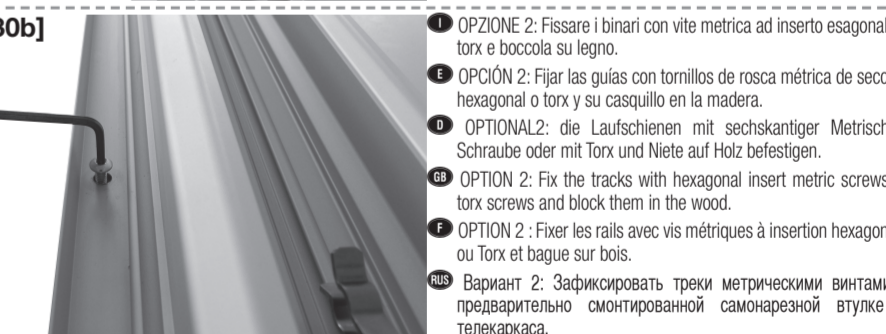 30b]
I OPZIONE 2: Fissare i binari con vite metrica ad inserto esagonal
torx e boccola su legno.
E OPCIÓN 2: Fijar las guías con tornillos de rosca métrica de secc
hexagonal o torx y su casquillo en la madera.
D OPTIONAL2: die Laufschienen mit sechskantiger Metrisch
Schraube oder mit Torx und Niete auf Holz befestigen.
GB OPTION 2: Fix the tracks with hexagonal insert metric screws
torx screws and block them in the wood.
F OPTION 2 : Fixer les rails avec vis métriques à insertion hexagon
ou Torx et bague sur bois.
RUS Вариант 2: Зафиксировать треки метрическими винтами
предварительно смонтированной самонарезной втулке
телекаркаса.